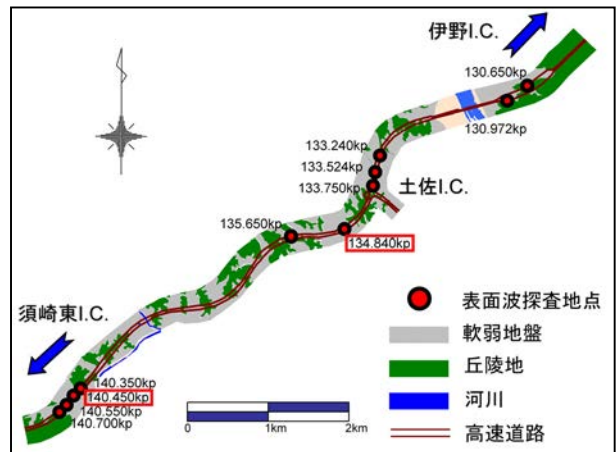 伊野I.C.
130.650kp
130.972kp
133.240kp
133.524kp
133.750kp
土佐I.C.
135.650kp
134.840kp
須崎東I.C.
140.350kp
140.450kp
140.550kp
140.700kp
表面波探査地点
軟弱地盤
丘陵地
河川
高速道路
0 1km 2km